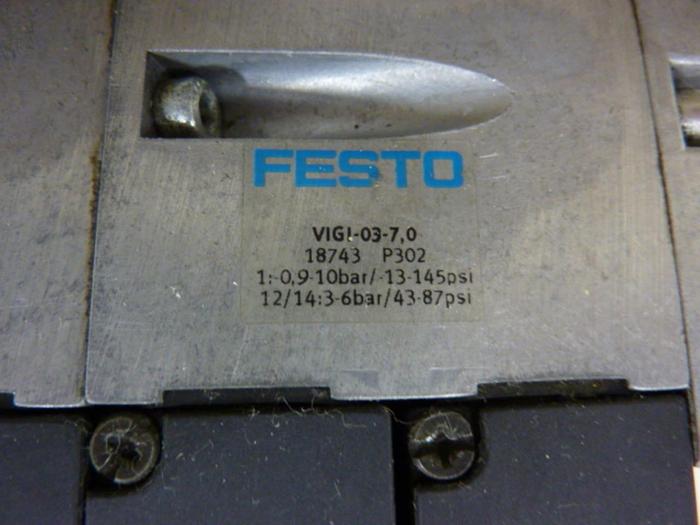 FESTO
VIGI-03-7,0
18743 P302
1:-0,9-10bar/-13-145psi
12/14:3-6bar/43-87psi